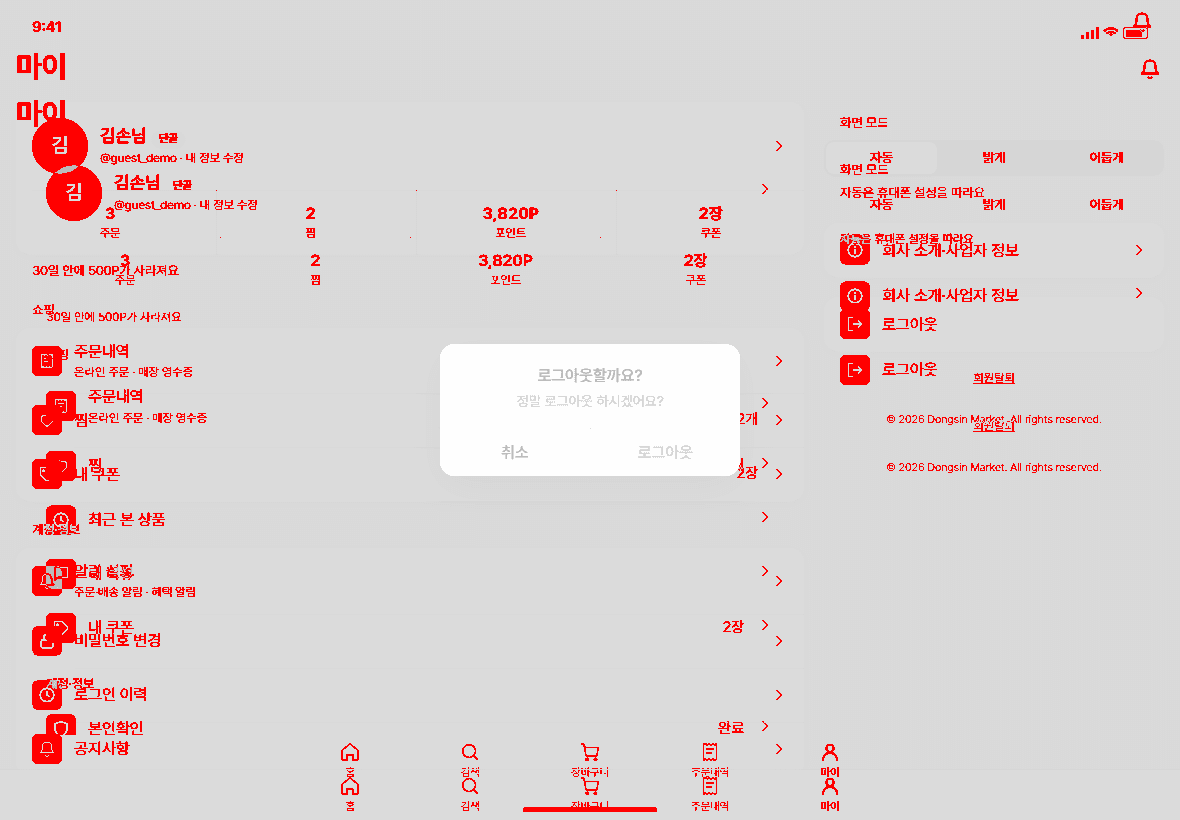 9:41
마이
마이
김
김손님 단골
@guest_demo · 내 정보 수정
김
김손님 단골
@guest_demo · 내 정보 수정
3
주문
2
찜
3,820P
포인트
2장
쿠폰
3
주문
2
찜
3,820P
포인트
2장
쿠폰
30일 안에 500P가 사라져요
쇼핑
30일 안에 500P가 사라져요
주문내역
온라인 주문 · 매장 영수증
주문내역
온라인 주문 · 매장 영수증
찜
2개
찜
내 쿠폰
2장
최근 본 상품
계정·정보
알림 설정
주문·배송 알림 · 혜택 알림
내 쿠폰
2장
비밀번호 변경
계정·정보
로그인 이력
본인확인
완료
공지사항
화면 모드
자동
밝게
어둡게
화면 모드
자동은 휴대폰 설정을 따라요
자동
밝게
어둡게
자동은 휴대폰 설정을 따라요
회사 소개·사업자 정보
회사 소개·사업자 정보
로그아웃
로그아웃
회원탈퇴
© 2026 Dongsin Market. All rights reserved.
회원탈퇴
© 2026 Dongsin Market. All rights reserved.
로그아웃할까요?
정말 로그아웃 하시겠어요?
취소
로그아웃
홈
검색
장바구니
주문내역
마이
홈
검색
장바구니
주문내역
마이